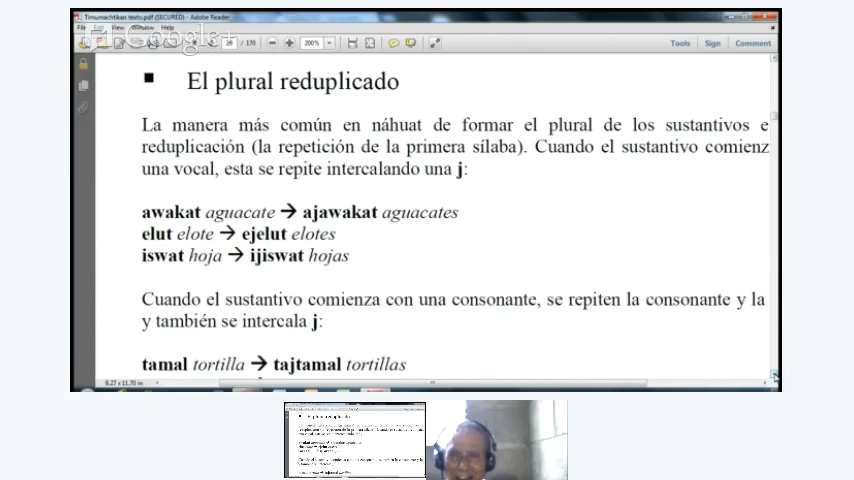 Timumachtikan texto.pdf (SECURED) - Adobe Reader
File Edit View Window Help
Google+
/ 170
200%
Tools Sign Comment
▪ El plural reduplicado
La manera más común en náhuat de formar el plural de los sustantivos e
reduplicación (la repetición de la primera sílaba). Cuando el sustantivo comienz
una vocal, esta se repite intercalando una j:
awakat aguacate → ajawakat aguacates
elut elote → ejelut elotes
iswat hoja → ijiswat hojas
Cuando el sustantivo comienza con una consonante, se repiten la consonante y la
y también se intercala j:
tamal tortilla → tajtamal tortillas
8.27 x 11.76 in